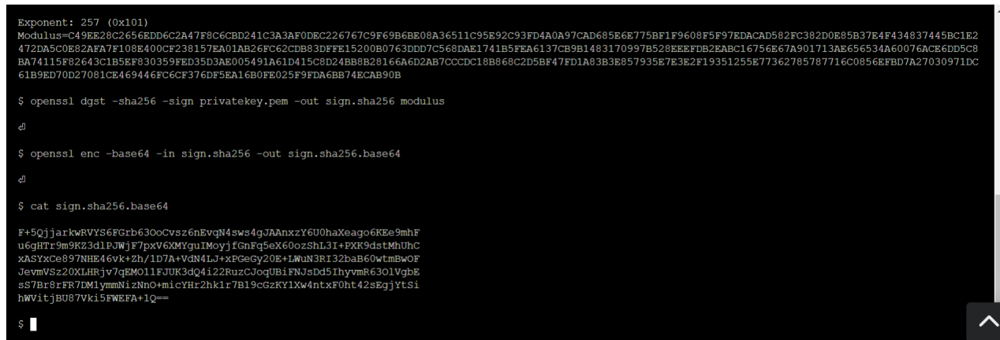 Exponent: 257 (0x101)
Modulus=C49EE28C2656EDD6C2A47F8C6CBD241C3A3AF0DEC226767C9F69B6BE08A36511C95E92C93FD4A0A97CAD685E6E775BF1F9608F5F97EDACAD582FC382D0E85B37E4F434837445BC1E2
472DA5C0E82AFA7F108E400CF238157EA01AB26FC62CDB83DFFE15200B0763DDD7C568DAE1741B5FEA6137CB9B1483170997B528EEEFDB2EABC16756E67A901713AE656534A60076ACE6DD5C8
BA74115F82643C1B5EF830359FED35D3AE005491A61D415C8D24BB8B28166A6D2AB7CCCDC18B868C2D5BF47FD1A83B3E857935E7E3E2F19351255E77362785787716C0856EFBD7A27030971DC
61B9ED70D27081CE469446FC6CF376DF5EA16B0FE025F9FDA6BB74ECAB90B
$ openssl dgst -sha256 -sign privatekey.pem -out sign.sha256 modulus
⏎
$ openssl enc -base64 -in sign.sha256 -out sign.sha256.base64
⏎
$ cat sign.sha256.base64
F+5QjjarkwRVYS6FGrb63OoCvsz6nEvqN4sws4gJAAnxzY6U0haXeago6KEe9mhF
u6gHTr9m9KZ3dlPJWjF7pxV6XMYguIMoyjfGnFq5eX60ozShL3I+PXK9dstMhUhC
xASYxCe897NHE46vk+Zh/1D7A+VdN4LJ+xPGeGy20E+LWuN3RI32baB60wtmBwOF
JevmVSz20XLHRjv7qEMO11FJUK3dQ4i22RuzCJoqUBiFNJsDd5IhyvmR63OlVgbE
sS7Br8rFR7DM1ymmNizNnO+micYHr2hk1r7B19cGzKY1Xw4ntxF0ht42sEgjYtSi
hWVitjBU87Vki5FWEFA+1Q==
$